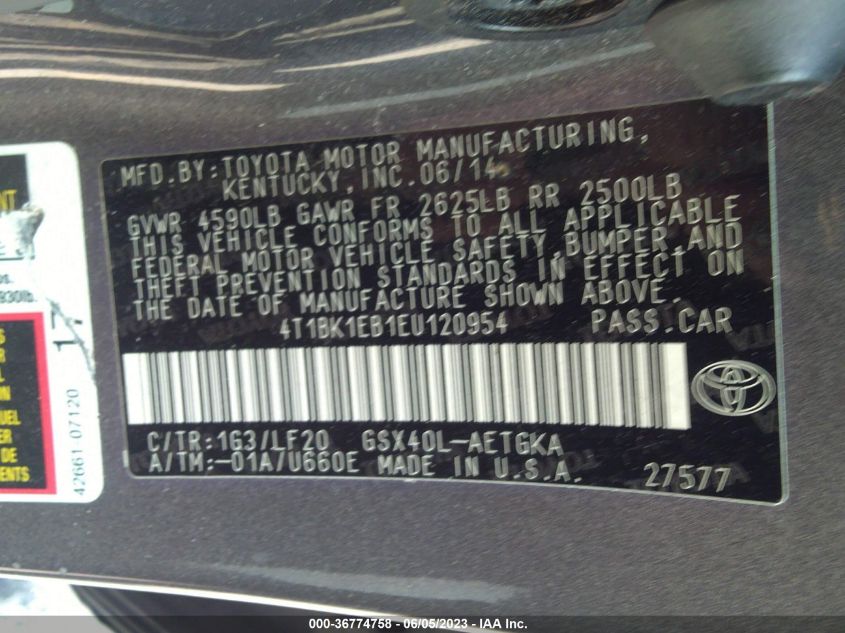 MFD.BY:TOYOTA MOTOR MANUFACTURING,
KENTUCKY,INC. 06/14
GVWR 4590LB GAWR FR 2625LB RR 2500LB
THIS VEHICLE CONFORMS TO ALL APPLICABLE
FEDERAL MOTOR VEHICLE SAFETY,BUMPER,AND
THEFT PREVENTION STANDARDS IN EFFECT ON
THE DATE OF MANUFACTURE SHOWN ABOVE.
4T1BK1EB1EU120954 PASS.CAR
C/TR:1G3/LF20 GSX40L-AETGKA
A/TM:-01A/U660E MADE IN U.S.A. 27577
42661 07120
000-36774758 - 06/05/2023 - IAA Inc.